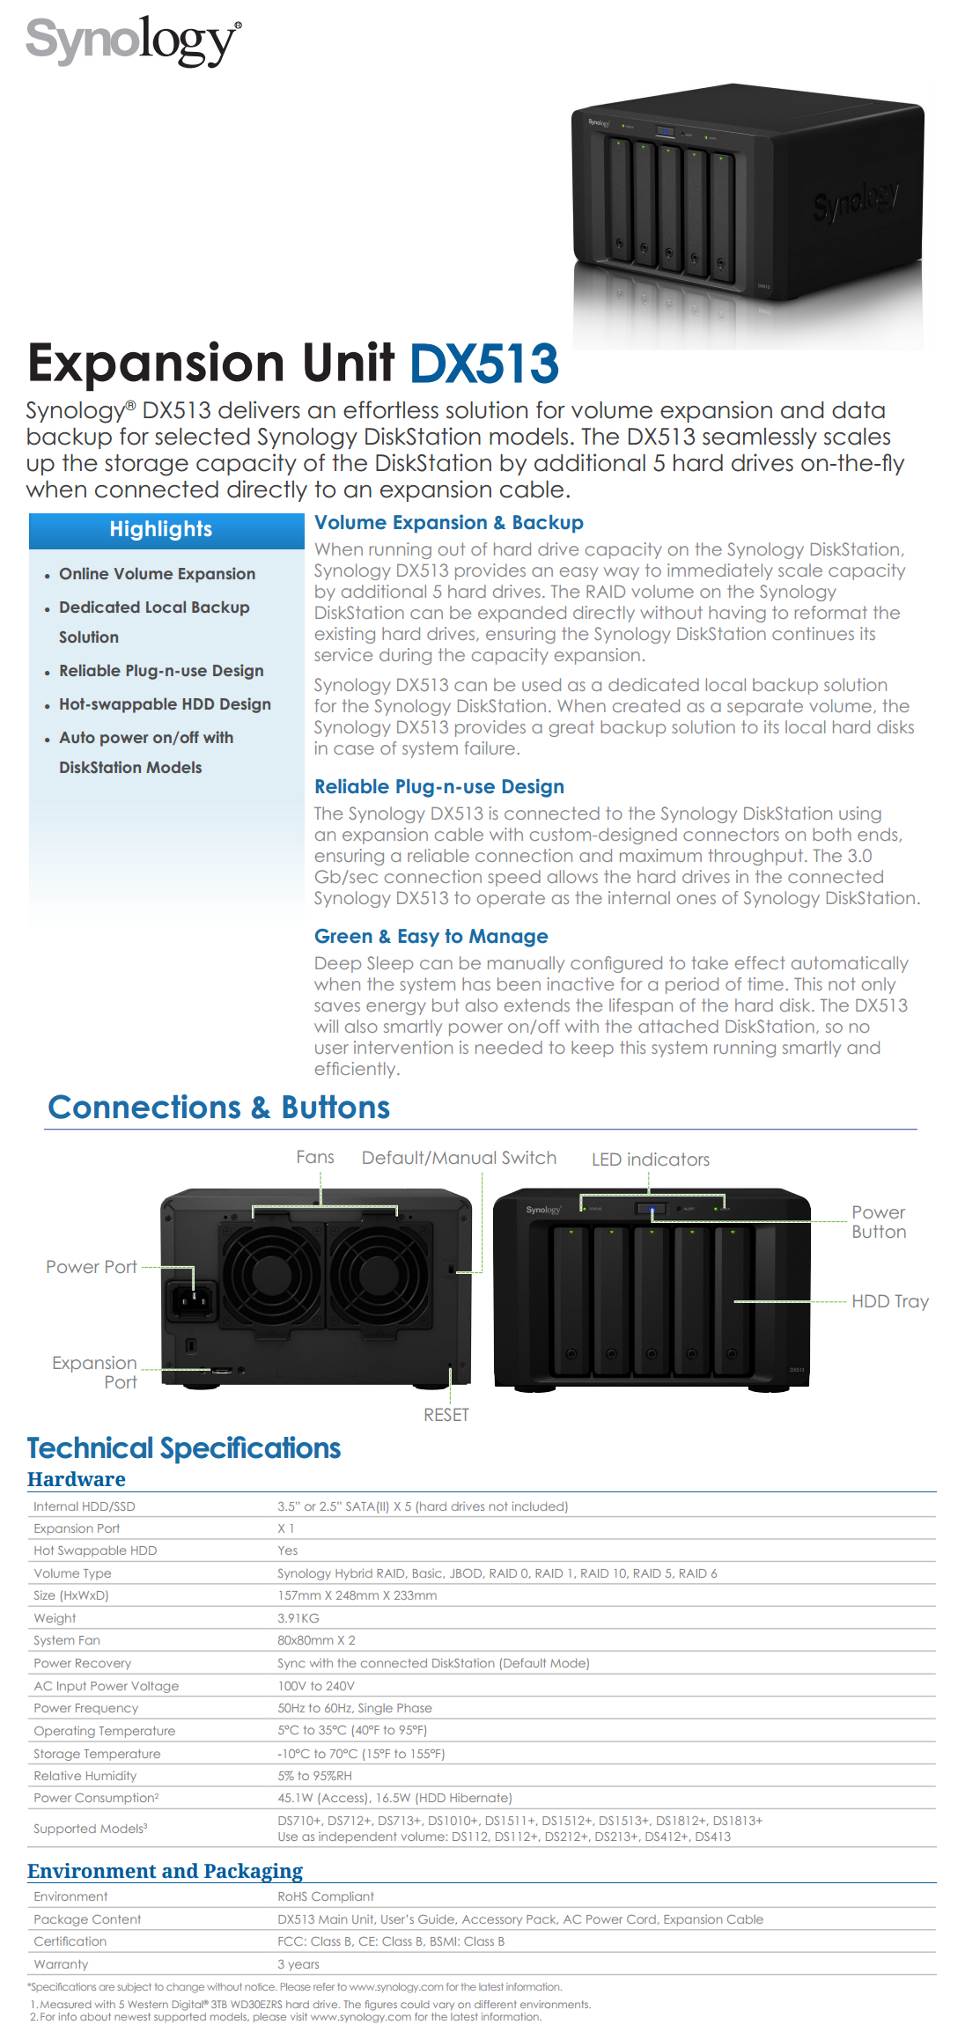 Synology®
Expansion Unit DX513
Synology® DX513 delivers an effortless solution for volume expansion and data
backup for selected Synology DiskStation models. The DX513 seamlessly scales
up the storage capacity of the DiskStation by additional 5 hard drives on-the-fly
when connected directly to an expansion cable.
Highlights
• Online Volume Expansion
• Dedicated Local Backup
Solution
• Reliable Plug-n-use Design
• Hot-swappable HDD Design
• Auto power on/off with
DiskStation Models
Volume Expansion & Backup
When running out of hard drive capacity on the Synology DiskStation,
Synology DX513 provides an easy way to immediately scale capacity
by additional 5 hard drives. The RAID volume on the Synology
DiskStation can be expanded directly without having to reformat the
existing hard drives, ensuring the Synology DiskStation continues its
service during the capacity expansion.
Synology DX513 can be used as a dedicated local backup solution
for the Synology DiskStation. When created as a separate volume, the
Synology DX513 provides a great backup solution to its local hard disks
in case of system failure.
Reliable Plug-n-use Design
The Synology DX513 is connected to the Synology DiskStation using
an expansion cable with custom-designed connectors on both ends,
ensuring a reliable connection and maximum throughput. The 3.0
Gb/sec connection speed allows the hard drives in the connected
Synology DX513 to operate as the internal ones of Synology DiskStation.
Green & Easy to Manage
Deep Sleep can be manually configured to take effect automatically
when the system has been inactive for a period of time. This not only
saves energy but also extends the lifespan of the hard disk. The DX513
will also smartly power on/off with the attached DiskStation, so no
user intervention is needed to keep this system running smartly and
efficiently.
Connections & Buttons
Fans
Default/Manual Switch
LED indicators
Synology
Power
Button
Power Port
HDD Tray
Expansion
Port
RESET
Technical Specifications
Hardware
Internal HDD/SSD 3.5" or 2.5" SATA(II) X 5 (hard drives not included)
Expansion Port X 1
Hot Swappable HDD Yes
Volume Type Synology Hybrid RAID, Basic, JBOD, RAID 0, RAID 1, RAID 10, RAID 5, RAID 6
Size (HxWxD) 157mm X 248mm X 233mm
Weight 3.91KG
System Fan 80x80mm X 2
Power Recovery Sync with the connected DiskStation (Default Mode)
AC Input Power Voltage 100V to 240V
Power Frequency 50Hz to 60Hz, Single Phase
Operating Temperature 5°C to 35°C (40°F to 95°F)
Storage Temperature -10°C to 70°C (15°F to 155°F)
Relative Humidity 5% to 95%RH
Power Consumption² 45.1W (Access), 16.5W (HDD Hibernate)
Supported Models³ DS710+, DS712+, DS713+, DS1010+, DS1511+, DS1512+, DS1513+, DS1812+, DS1813+
Use as independent volume: DS112, DS112+, DS212+, DS213+, DS412+, DS413
Environment and Packaging
Environment RoHS Compliant
Package Content DX513 Main Unit, User's Guide, Accessory Pack, AC Power Cord, Expansion Cable
Certification FCC: Class B, CE: Class B, BSMI: Class B
Warranty 3 years
*Specifications are subject to change without notice. Please refer to www.synology.com for the latest information.
1.Measured with 5 Western Digital® 3TB WD30EZRS hard drive. The figures could vary on different environments.
2.For info about newest supported models, please visit www.synology.com for the latest information.